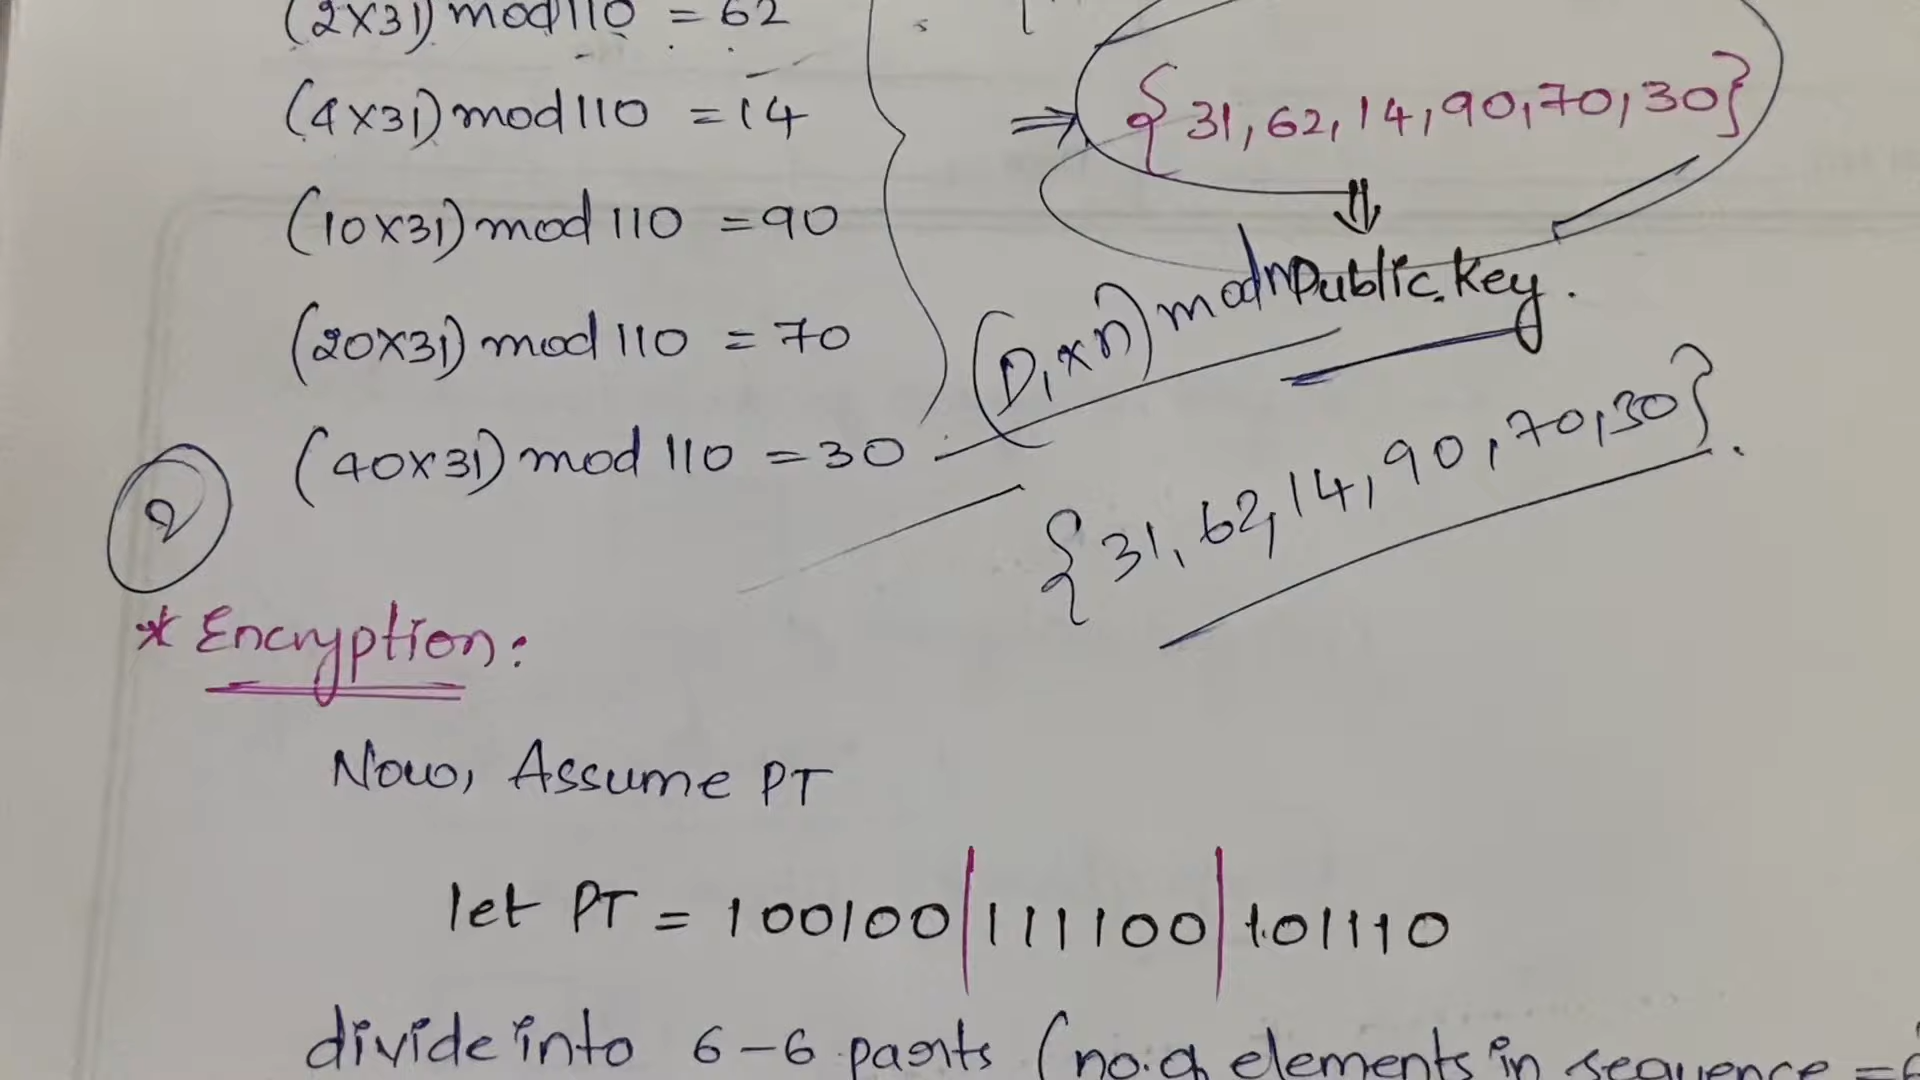 (2×31) mod 110 = 62
(4×31) mod 110 = 14
(10×31) mod 110 = 90
(20×31) mod 110 = 70
(40×31) mod 110 = 30
⇒ {31, 62, 14, 90, 70, 30}
⇓
Public key.
(D, × n) mod n
{31, 62, 14, 90, 70, 30}.
2
* Encryption:
Now, Assume PT
let PT = 100100|111100|101110
divide into 6-6 parts (no. of elements in sequence =